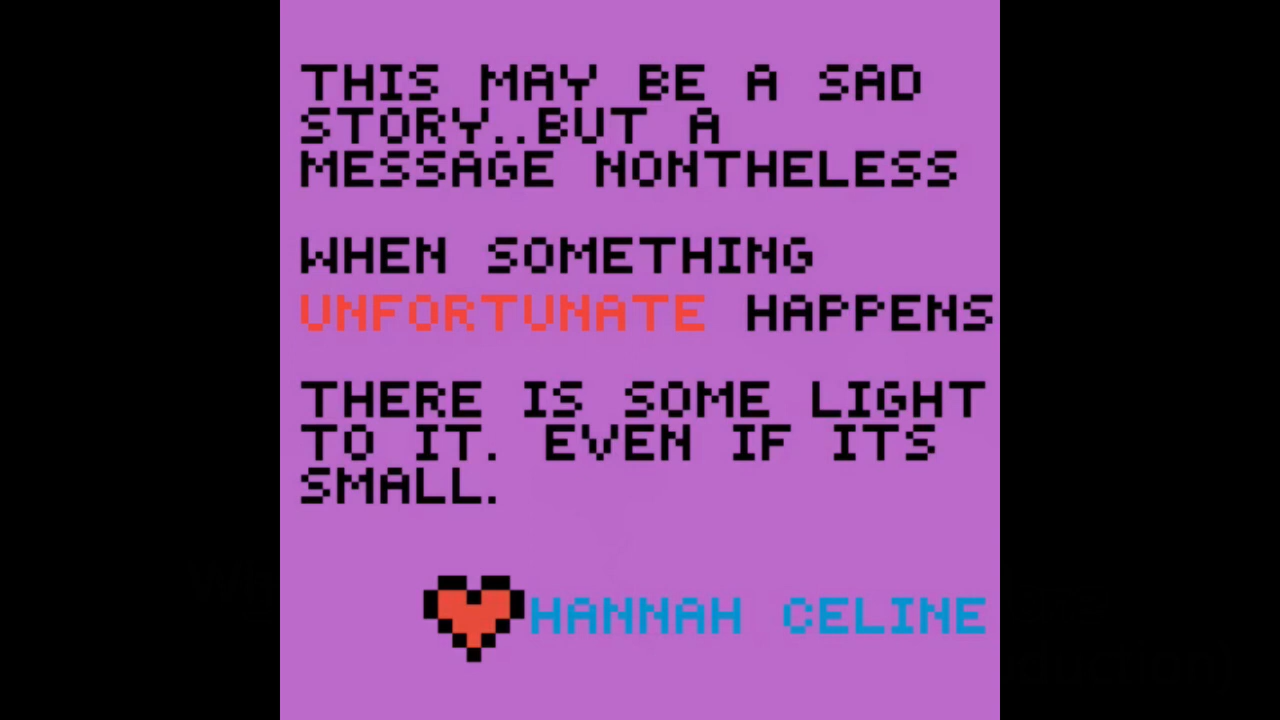 THIS MAY BE A SAD
STORY..BUT A
MESSAGE NONTHELESS
WHEN SOMETHING
UNFORTUNATE HAPPENS
THERE IS SOME LIGHT
TO IT. EVEN IF ITS
SMALL.
HANNAH CELINE